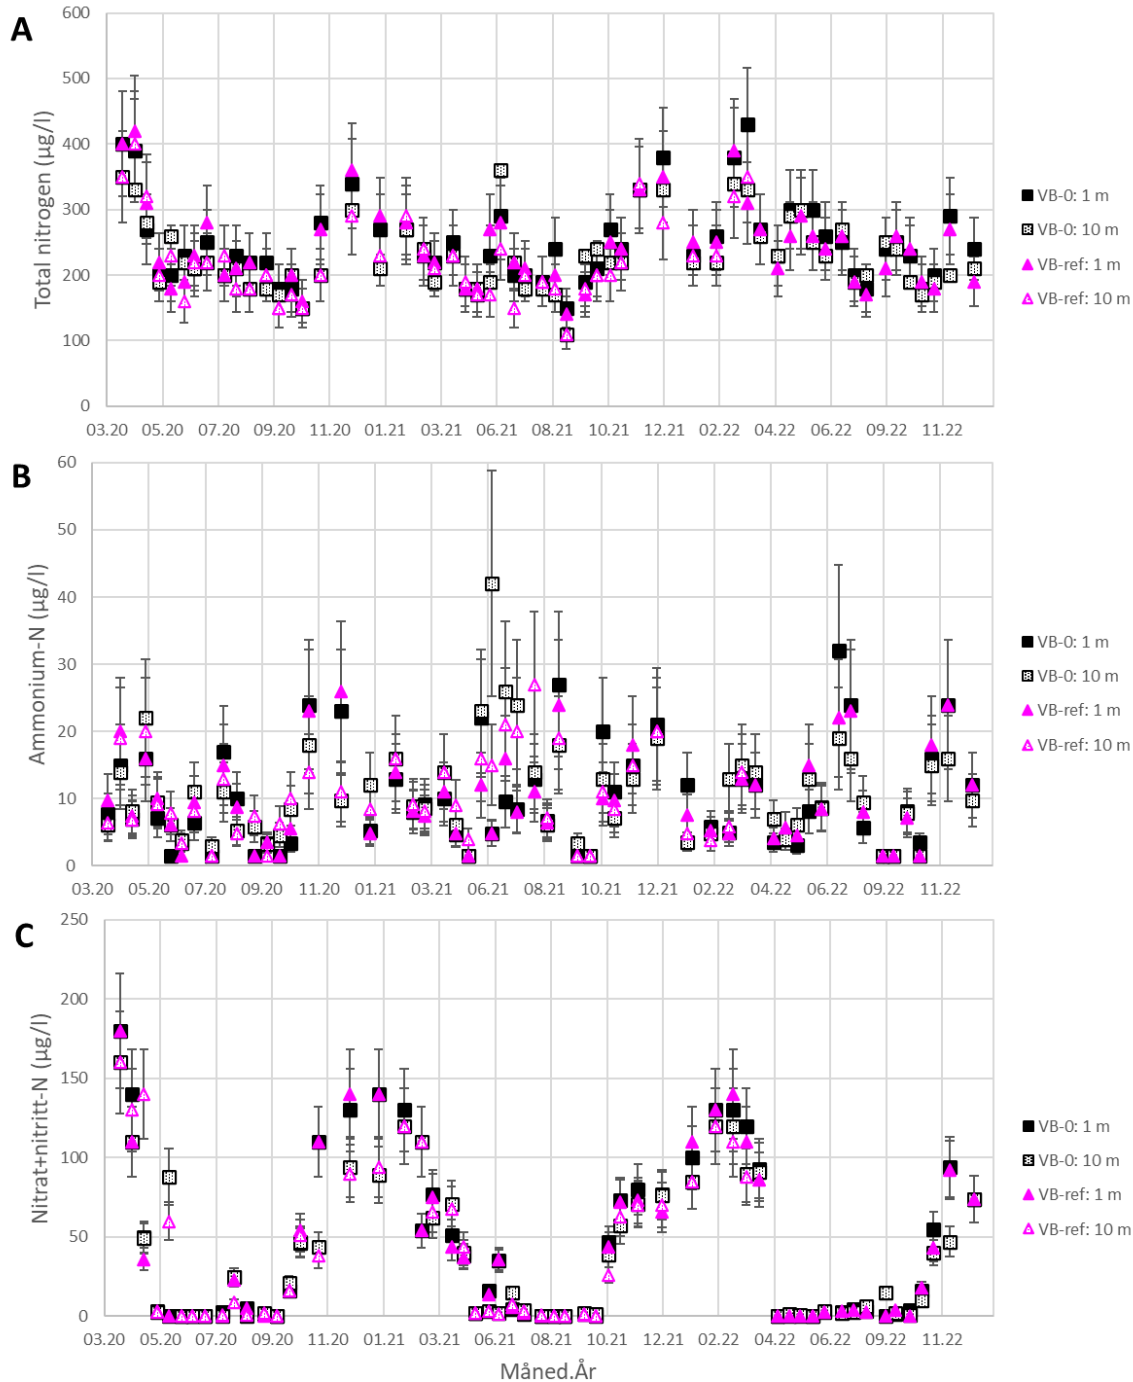 A
Total nitrogen (µg/l)
600
500
400
300
200
100
0
03.20 05.20 07.20 09.20 11.20 01.21 03.21 06.21 08.21 10.21 12.21 02.22 04.22 06.22 09.22 11.22
VB-0: 1 m
VB-0: 10 m
VB-ref: 1 m
VB-ref: 10 m
B
Ammonium-N (µg/l)
60
50
40
30
20
10
0
03.20 05.20 07.20 09.20 11.20 01.21 03.21 06.21 08.21 10.21 12.21 02.22 04.22 06.22 09.22 11.22
VB-0: 1 m
VB-0: 10 m
VB-ref: 1 m
VB-ref: 10 m
C
Nitrat+nitritt-N (µg/l)
250
200
150
100
50
0
03.20 05.20 07.20 09.20 11.20 01.21 03.21 06.21 08.21 10.21 12.21 02.22 04.22 06.22 09.22 11.22
VB-0: 1 m
VB-0: 10 m
VB-ref: 1 m
VB-ref: 10 m
Måned.År